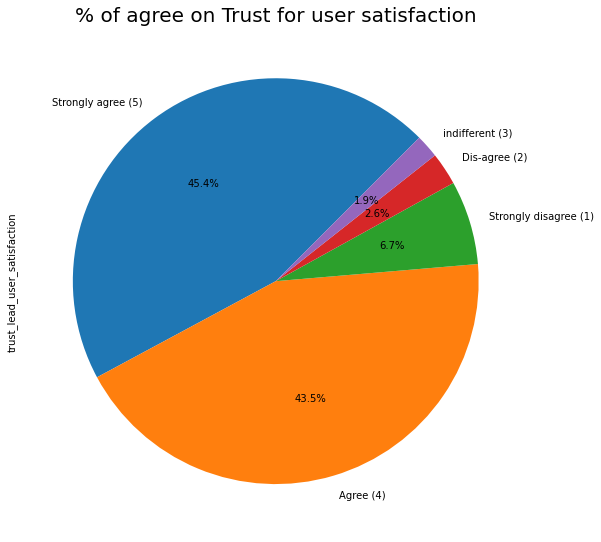 % of agree on Trust for user satisfaction
Strongly agree (5)
indifferent (3)
Dis-agree (2)
45.4%
1.9%
2.6%
Strongly disagree (1)
6.7%
trust_lead_user_satisfaction
43.5%
Agree (4)